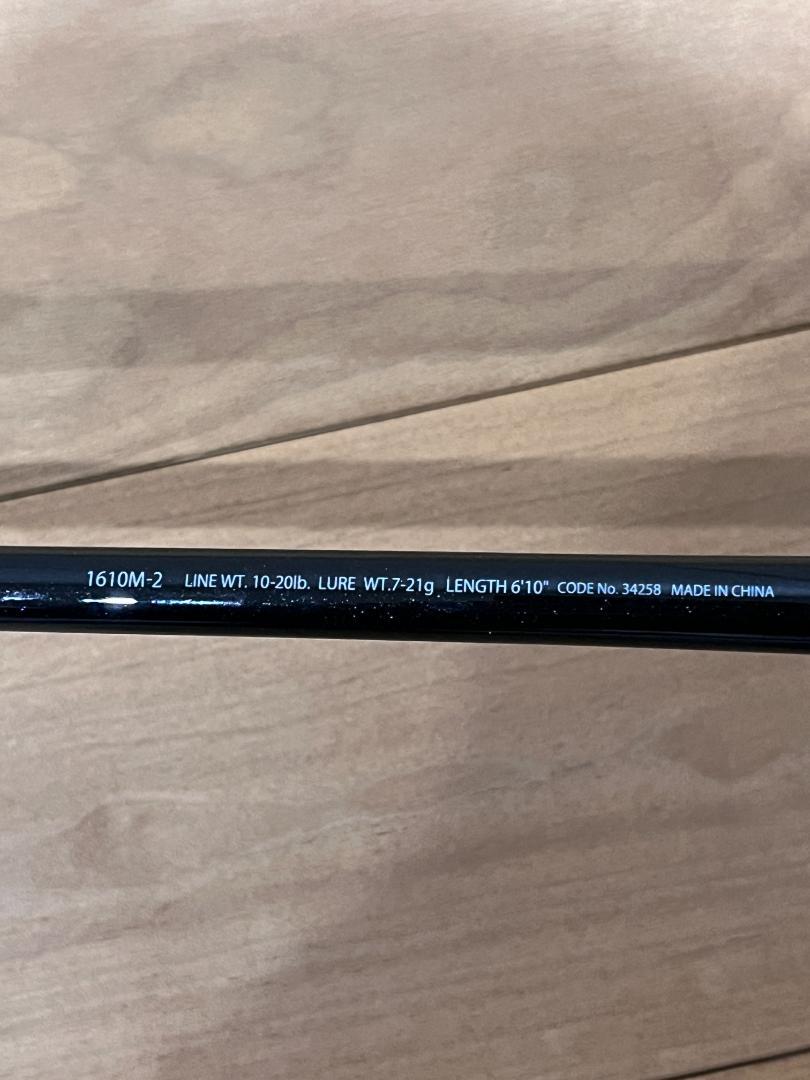 1610M-2 LINE WT. 10-20lb. LURE WT.7-21g LENGTH 6'10" CODE No. 34258 MADE IN CHINA